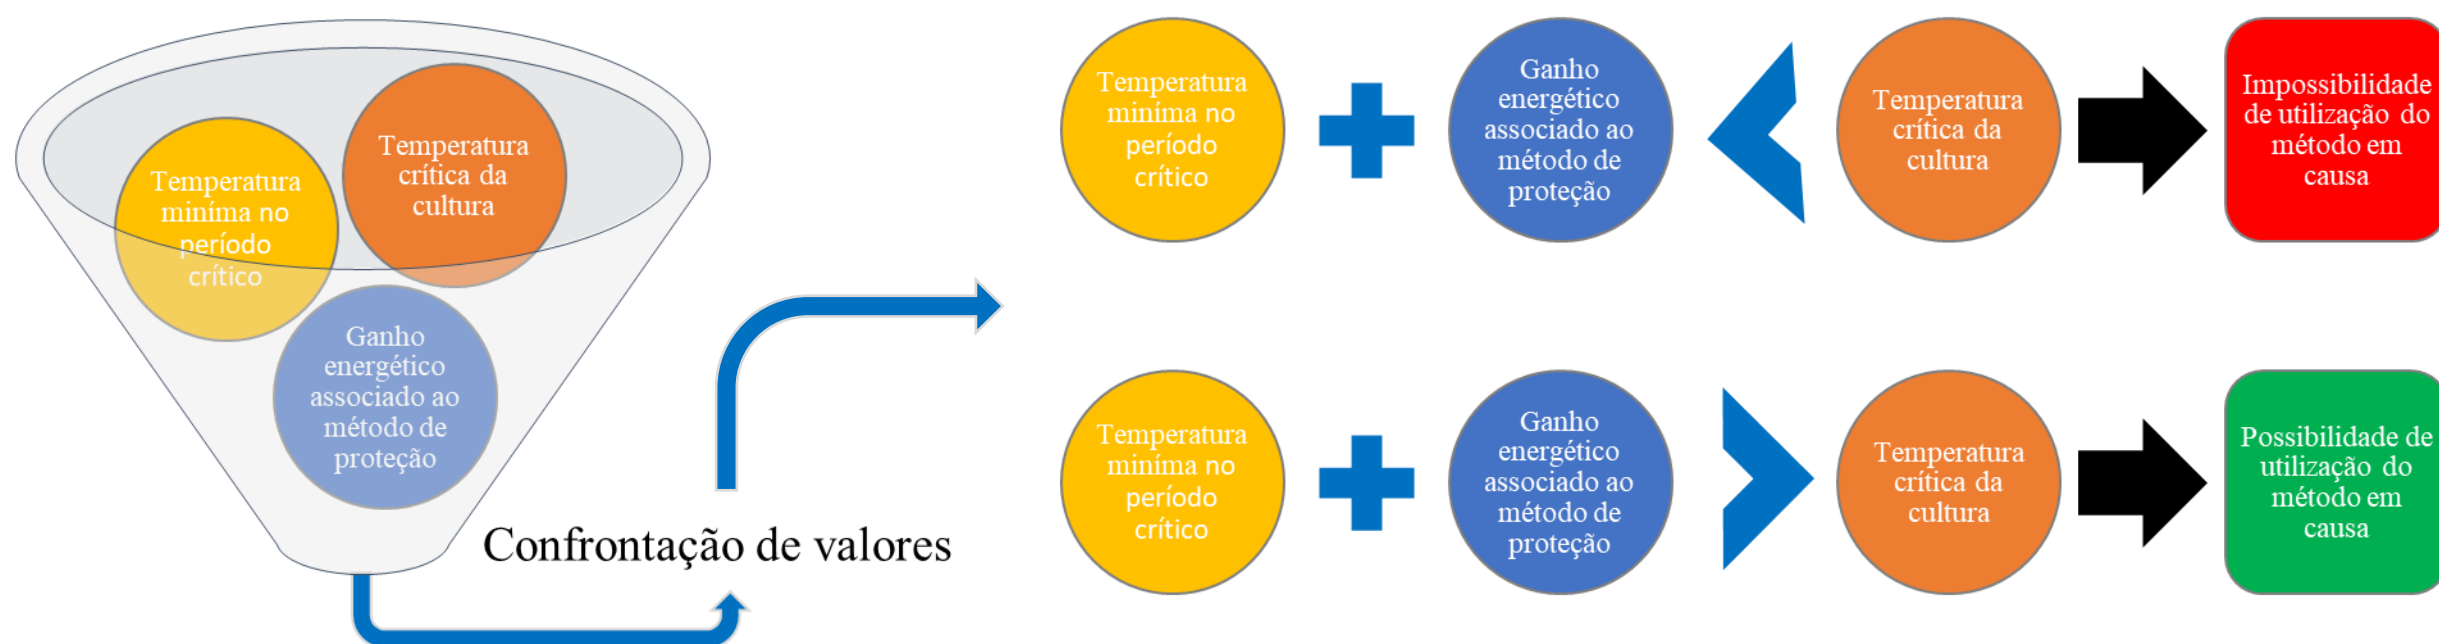 Temperatura
miníma no
período
crítico
Temperatura
crítica da
cultura
Ganho
energético
associado ao
método de
proteção
Confrontação de valores
Temperatura
miníma no
período
crítico
Ganho
energético
associado ao
método de
proteção
Temperatura
crítica da
cultura
Impossibilidade
de utilização do
método em
causa
Temperatura
miníma no
período
crítico
Ganho
energético
associado ao
método de
proteção
Temperatura
crítica da
cultura
Possibilidade de
utilização do
método em
causa